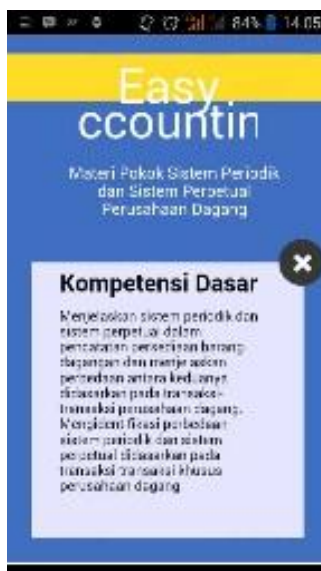 84% 14.05
Easy
ccountin
Materi Pokok Sistem Periodik
dan Sistem Perpetual
Perusahaan Dagang
Kompetensi Dasar
Menjelaskan sistem periodik dan
sistem perpetual dalam
pencatatan persediaan barang
dagangan dan menjelaskan
perbedaan antara keduanya
didasarkan pada transaksi-
transaksi perusahaan dagang.
Mengidentifikasi perbedaan
sistem periodik dan sistem
perpetual didasarkan pada
transaksi transaksi khusus
perusahaan dagang